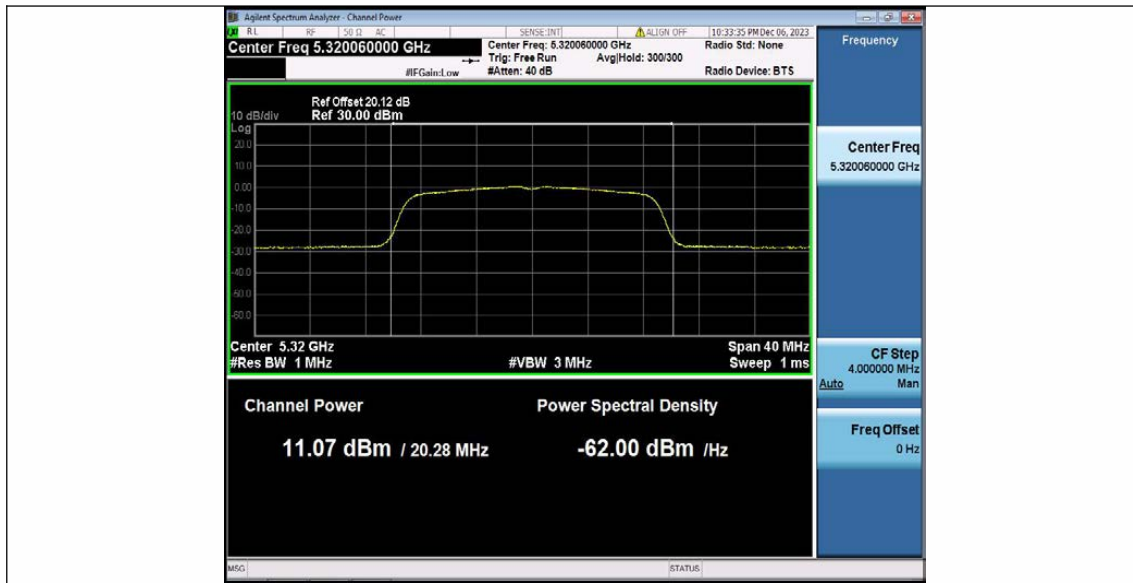 Agilent Spectrum Analyzer - Channel Power
RL RF 50 Ω AC SENSE:INT ALIGN OFF 10:33:35 PM Dec 06, 2023
Center Freq 5.320060000 GHz
Center Freq: 5.320060000 GHz Radio Std: None
Trig: Free Run Avg|Hold: 300/300
#IFGain:Low #Atten: 40 dB Radio Device: BTS
Ref Offset 20.12 dB
10 dB/div Ref 30.00 dBm
Log
20.0
10.0
0.00
-10.0
-20.0
-30.0
-40.0
-50.0
-60.0
Center 5.32 GHz Span 40 MHz
#Res BW 1 MHz #VBW 3 MHz Sweep 1 ms
Channel Power Power Spectral Density
11.07 dBm / 20.28 MHz -62.00 dBm /Hz
MSG STATUS
Frequency
Center Freq
5.320060000 GHz
CF Step
4.000000 MHz
Auto Man
Freq Offset
0 Hz